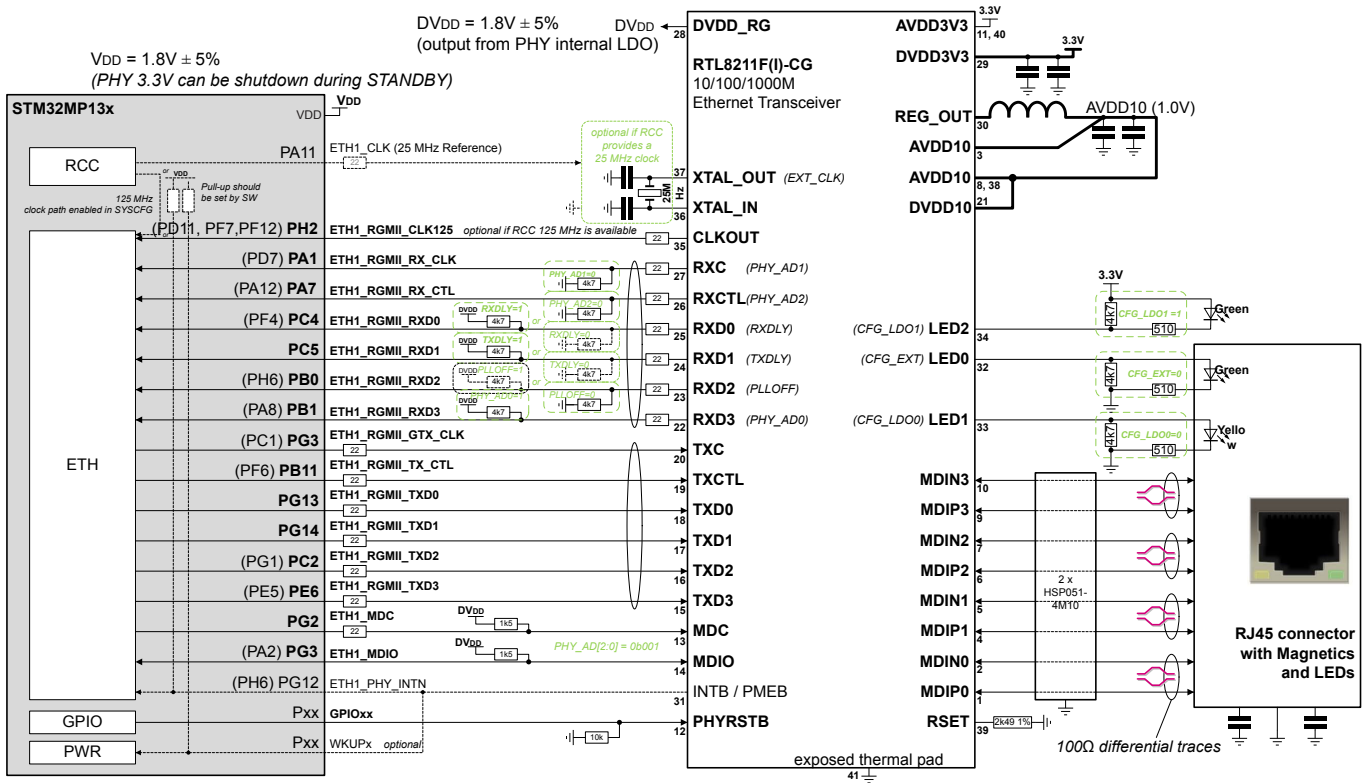 DVDD = 1.8V ± 5%
(output from PHY internal LDO)
DVDD
28
DVDD_RG
AVDD3V3
3.3V
11, 40
VDD = 1.8V ± 5%
(PHY 3.3V can be shutdown during STANDBY)
RTL8211F(I)-CG
10/100/1000M
Ethernet Transceiver
DVDD3V3
29
3.3V
STM32MP13x
VDD
VDD
REG_OUT
30
AVDD10 (1.0V)
AVDD10
3
RCC
PA11
22
ETH1_CLK (25 MHz Reference)
optional if RCC
provides a
25 MHz clock
37
XTAL_OUT (EXT_CLK)
AVDD10
8, 38
or
VDD
Pull-up should
be set by SW
125 MHz
clock path enabled in SYSCFG
25M
Hz
36
XTAL_IN
DVDD10
21
or
(PD11, PF7,PF12) PH2
ETH1_RGMII_CLK125 optional if RCC 125 MHz is available
22
35
CLKOUT
(PD7) PA1
ETH1_RGMII_RX_CLK
PHY_AD1=0
4k7
22
27
RXC (PHY_AD1)
(PA12) PA7
ETH1_RGMII_RX_CTL
PHY_AD2=0
4k7
22
26
RXCTL(PHY_AD2)
3.3V
4k7
CFG_LDO1 =1
510
Green
(PF4) PC4
ETH1_RGMII_RXD0
DVDD
RXDLY=1
4k7
or
RXDLY=0
4k7
22
25
RXD0 (RXDLY)
(CFG_LDO1) LED2
34
PC5
ETH1_RGMII_RXD1
DVDD
TXDLY=1
4k7
or
TXDLY=0
4k7
22
24
RXD1 (TXDLY)
(CFG_EXT) LED0
32
4k7
CFG_EXT=0
510
Green
(PH6) PB0
ETH1_RGMII_RXD2
DVDD
PLLOFF=1
4k7
or
PLLOFF=0
4k7
22
23
RXD2 (PLLOFF)
(PA8) PB1
ETH1_RGMII_RXD3
DVDD
PHY_AD0=1
4k7
22
22
RXD3 (PHY_AD0)
(CFG_LDO0) LED1
33
4k7
CFG_LDO0=0
510
Yello
w
ETH
(PC1) PG3
ETH1_RGMII_GTX_CLK
22
20
TXC
(PF6) PB11
ETH1_RGMII_TX_CTL
22
19
TXCTL
MDIN3
10
PG13
ETH1_RGMII_TXD0
22
18
TXD0
MDIP3
9
PG14
ETH1_RGMII_TXD1
22
17
TXD1
MDIN2
7
(PG1) PC2
ETH1_RGMII_TXD2
22
16
TXD2
MDIP2
6
2 x
HSP051-
4M10
(PE5) PE6
ETH1_RGMII_TXD3
22
15
TXD3
MDIN1
5
PG2
ETH1_MDC
22
DVDD
1k5
13
MDC
MDIP1
4
RJ45 connector
with Magnetics
and LEDs
(PA2) PG3
ETH1_MDIO
DVDD
1k5
PHY_AD[2:0] = 0b001
14
MDIO
MDIN0
2
(PH6) PG12
ETH1_PHY_INTN
31
INTB / PMEB
MDIP0
1
GPIO
Pxx
GPIOxx
10k
12
PHYRSTB
RSET
39
2k49 1%
PWR
Pxx
WKUPx optional
100Ω differential traces
exposed thermal pad
41